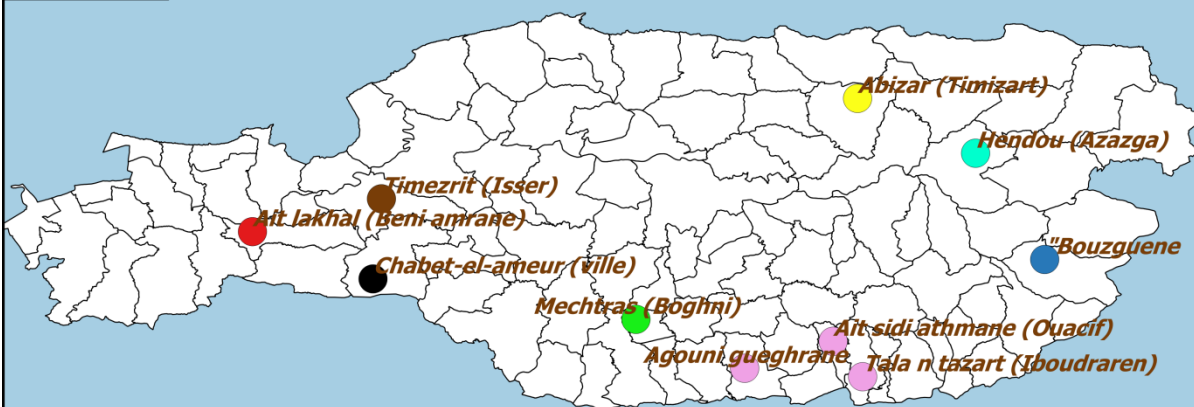 Abizar (Timizart)
Hendou (Azazga)
Timezrit (Isser)
Ait lakhal (Beni amrane)
"Bouzguene
Chabet-el-ameur (ville)
Mechtras (Boghni)
Ait sidi athmane (Ouacif)
Agouni gueghrane
Tala n tazart (Iboudraren)